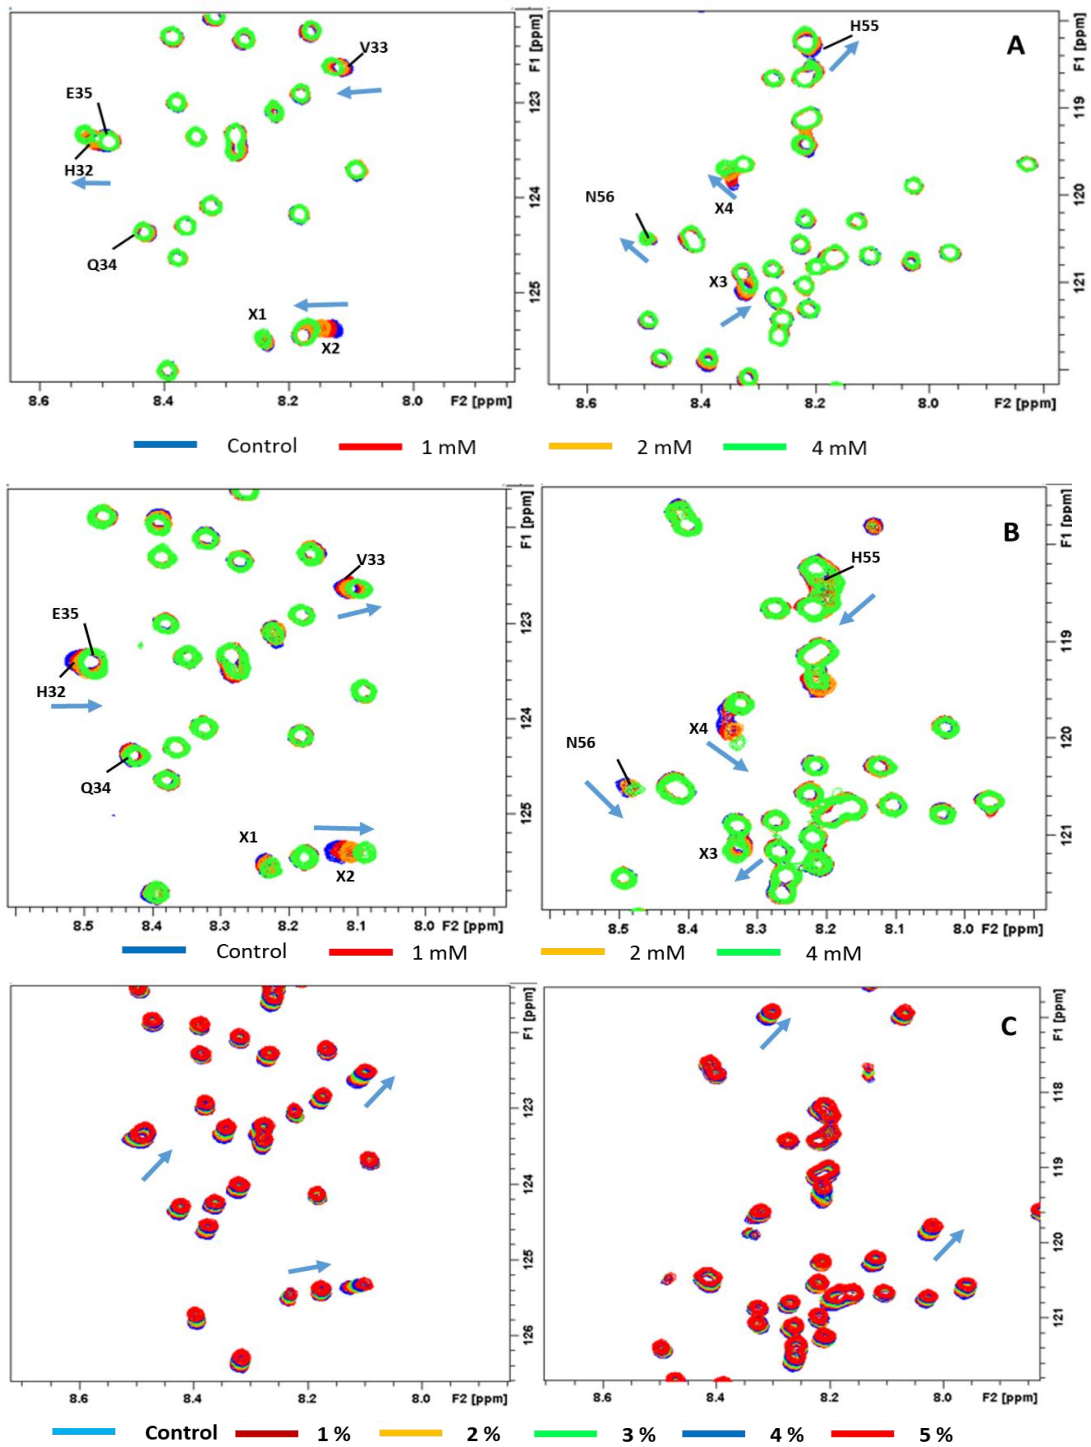 A
V33
E35
H32
Q34
X1
X2
F1 [ppm]
123
124
125
8.6 8.4 8.2 8.0 F2 [ppm]
H55
N56
X4
X3
F1 [ppm]
119
120
121
8.6 8.4 8.2 8.0 F2 [ppm]
Control 1 mM 2 mM 4 mM
B
V33
E35
H32
Q34
X1
X2
F1 [ppm]
123
124
125
8.5 8.4 8.3 8.2 8.1 8.0 F2 [ppm]
H55
X4
N56
X3
F1 [ppm]
119
120
121
8.5 8.4 8.3 8.2 8.1 8.0 F2 [ppm]
Control 1 mM 2 mM 4 mM
C
F1 [ppm]
123
124
125
126
8.6 8.4 8.2 8.0 F2 [ppm]
F1 [ppm]
118
119
120
121
8.6 8.4 8.2 8.0 F2 [ppm]
Control 1 % 2 % 3 % 4 % 5 %